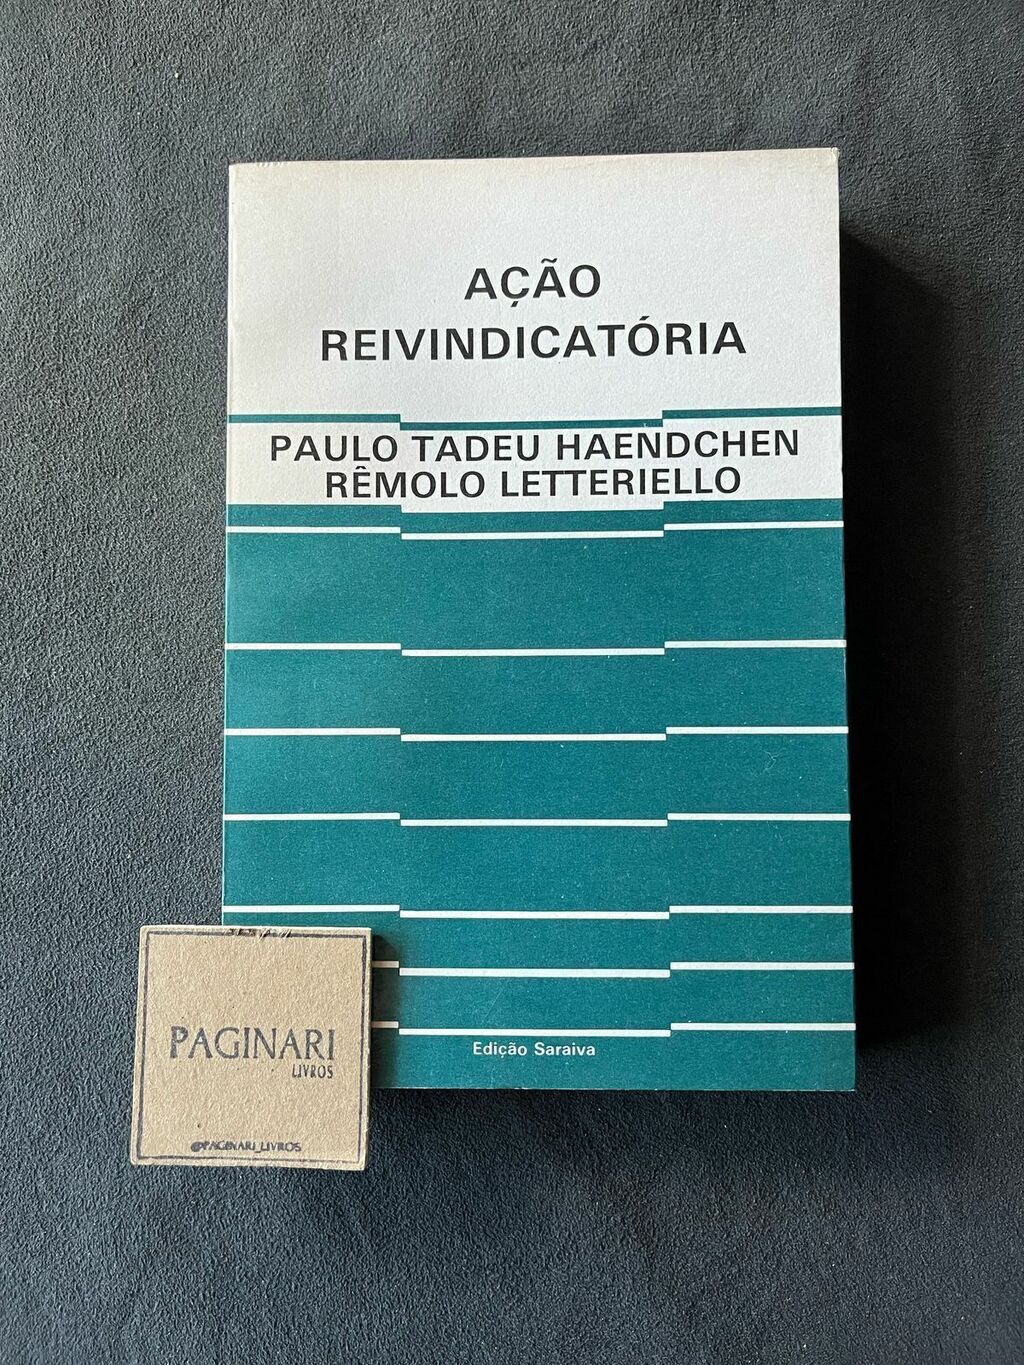 AÇÃO
REIVINDICATÓRIA
PAULO TADEU HAENDCHEN
RÊMOLO LETTERIELLO
Edição Saraiva
PAGINARI
LIVROS
@PAGINARI_LIVROS